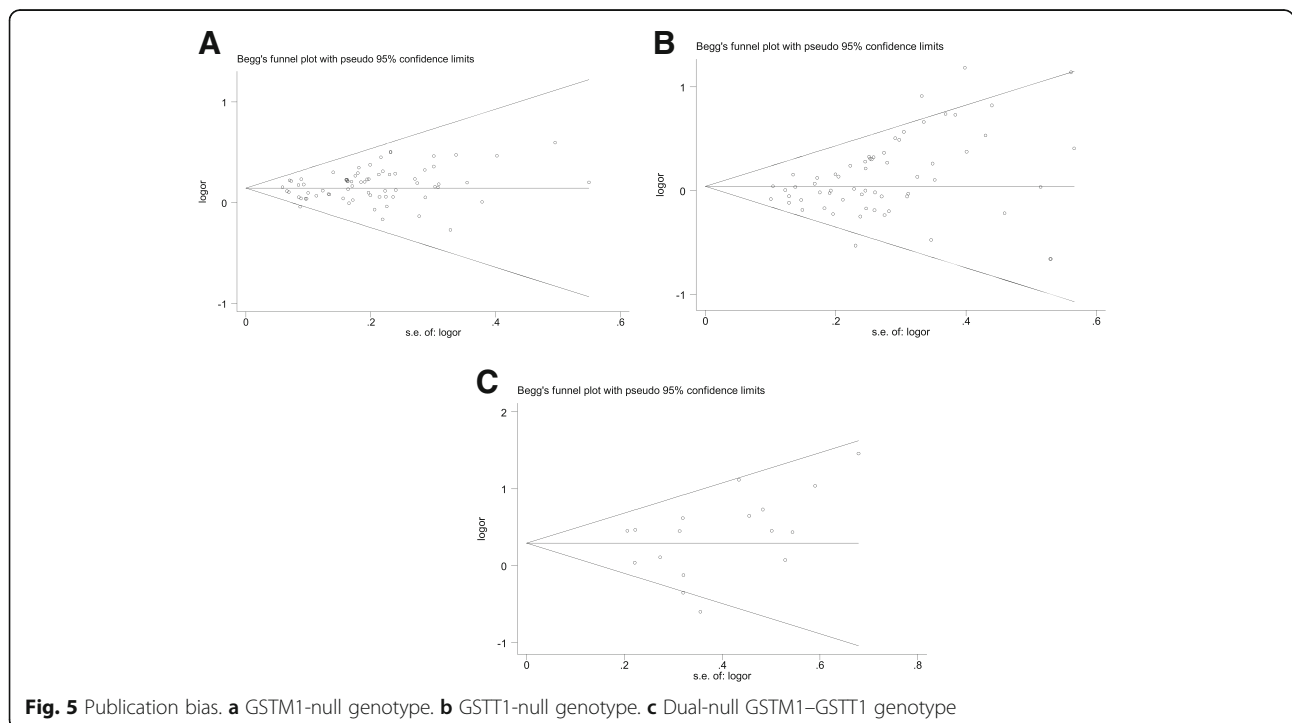 A
Begg's funnel plot with pseudo 95% confidence limits
logor
1
0
-1
0 .2 .4 .6
s.e. of: logor
B
Begg's funnel plot with pseudo 95% confidence limits
logor
1
0
-1
0 .2 .4 .6
s.e. of: logor
C
Begg's funnel plot with pseudo 95% confidence limits
logor
2
1
0
-1
0 .2 .4 .6 .8
s.e. of: logor
Fig. 5 Publication bias. a GSTM1-null genotype. b GSTT1-null genotype. c Dual-null GSTM1–GSTT1 genotype